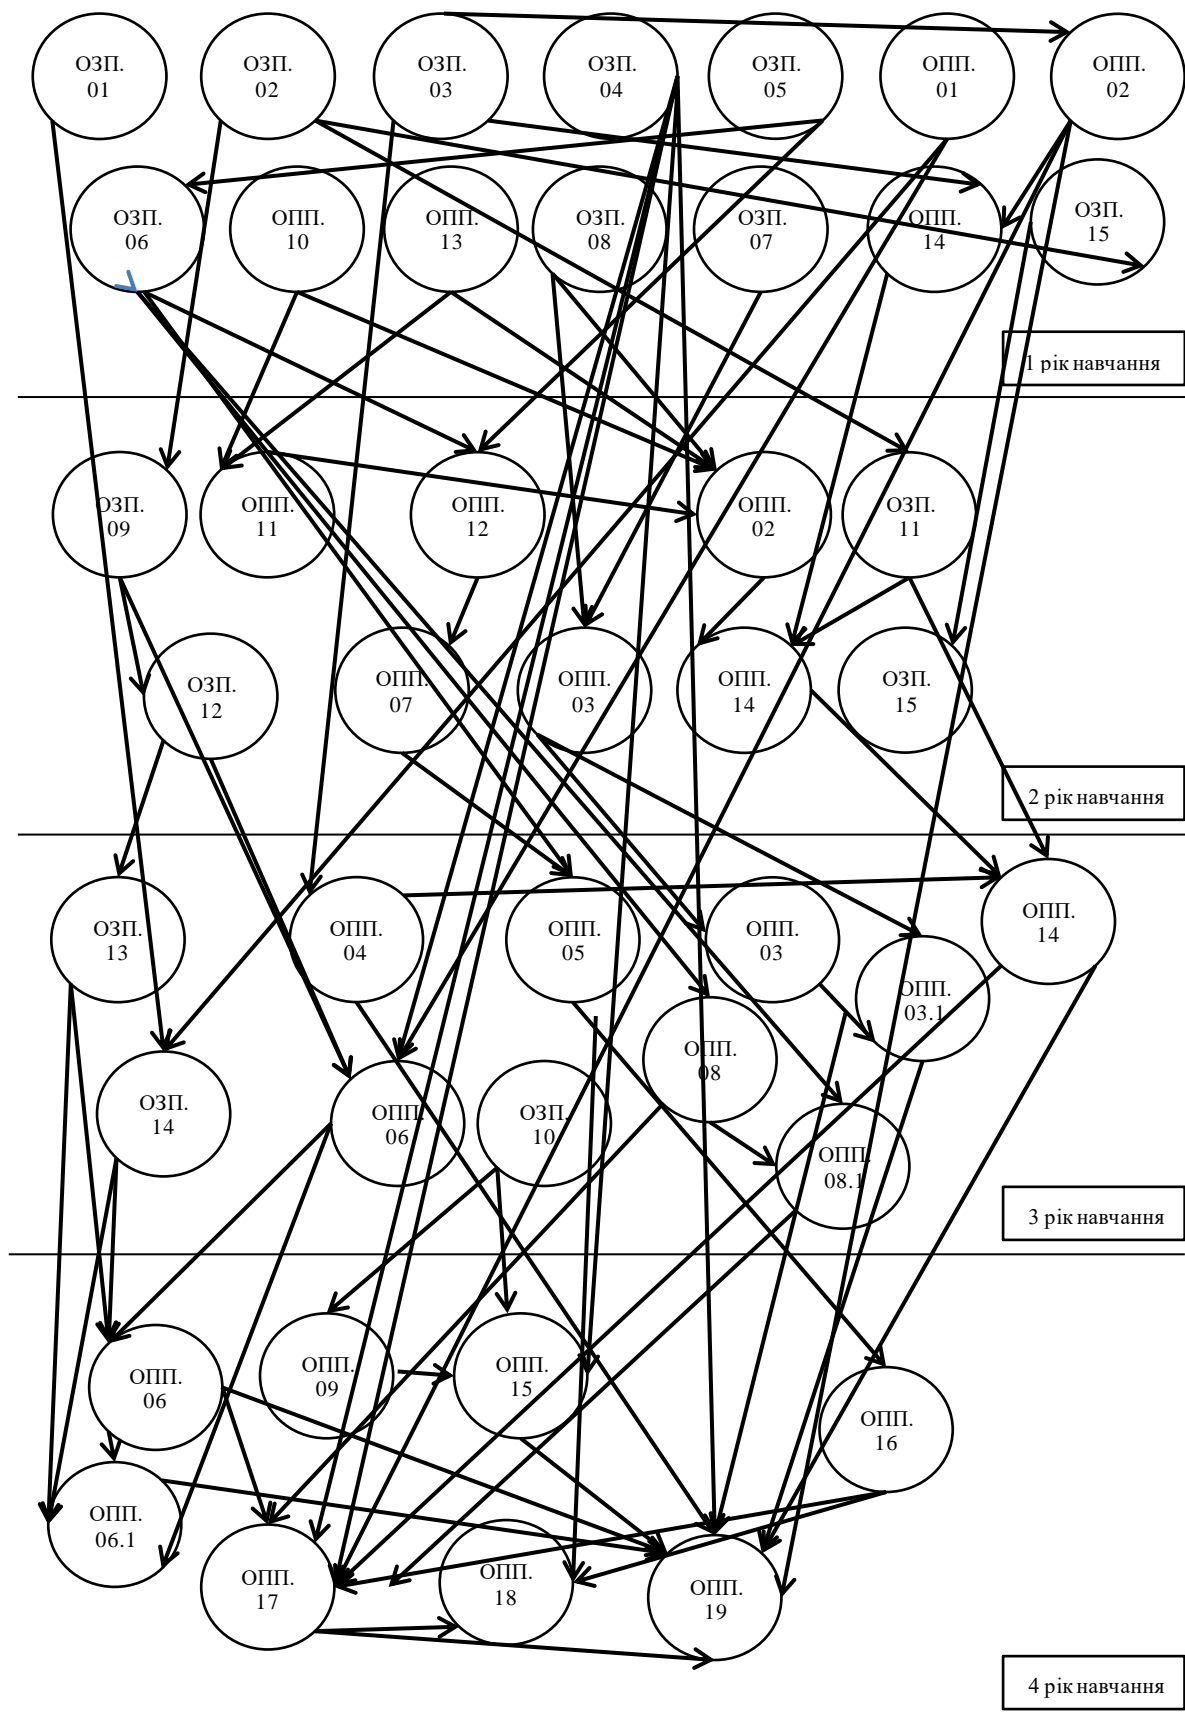 ОЗП.
01
ОЗП.
02
ОЗП.
03
ОЗП.
04
ОЗП.
05
ОПП.
01
ОПП.
02
ОЗП.
06
ОПП.
10
ОПП.
13
ОЗП.
08
ОЗП.
07
ОПП.
14
ОЗП.
15
1 рік навчання
ОЗП.
09
ОПП.
11
ОПП.
12
ОПП.
02
ОЗП.
11
ОЗП.
12
ОПП.
07
ОПП.
03
ОПП.
14
ОЗП.
15
2 рік навчання
ОЗП.
13
ОПП.
04
ОПП.
05
ОПП.
03
ОПП.
14
ОПП.
03.1
ОЗП.
14
ОПП.
06
ОЗП.
10
ОПП.
08
ОПП.
08.1
3 рік навчання
ОПП.
06
ОПП.
09
ОПП.
15
ОПП.
16
ОПП.
06.1
ОПП.
17
ОПП.
18
ОПП.
19
4 рік навчання